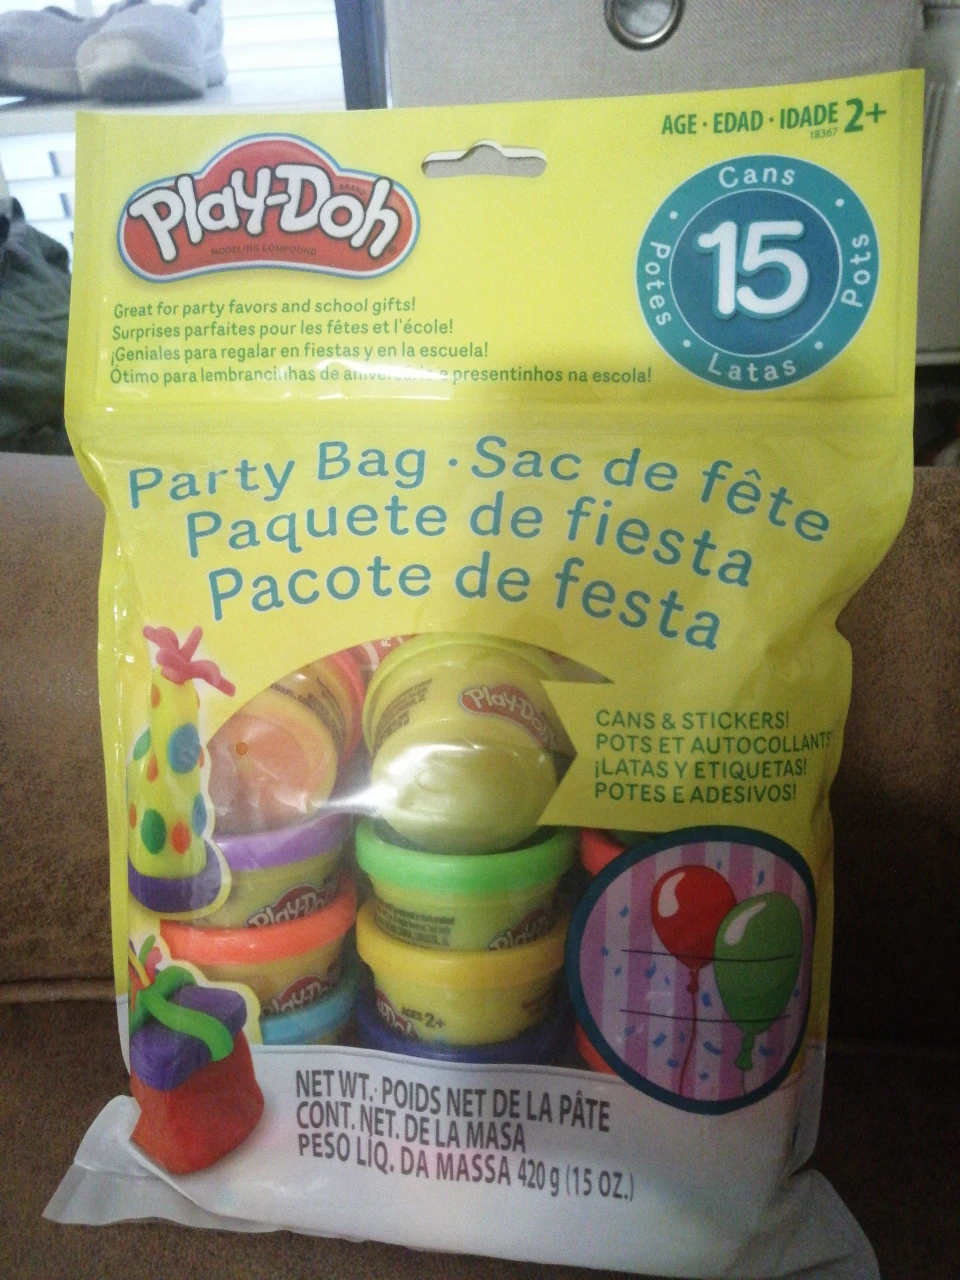 AGE • EDAD • IDADE 2+
18367
Play-Doh
BRAND
MODELING COMPOUND
Cans
15
Potes
Pots
Latas
Great for party favors and school gifts!
Surprises parfaites pour les fêtes et l'école!
¡Geniales para regalar en fiestas y en la escuela!
Ótimo para lembrancinhas de aniversário e presentinhos na escola!
Party Bag • Sac de fête
Paquete de fiesta
Pacote de festa
Play-Doh
CANS & STICKERS!
POTS ET AUTOCOLLANTS
¡LATAS Y ETIQUETAS!
POTES E ADESIVOS!
Play-Do
Play-Do
AGES 2+
NET WT.• POIDS NET DE LA PÂTE
CONT. NET. DE LA MASA
PESO LIQ. DA MASSA 420 g (15 OZ.)